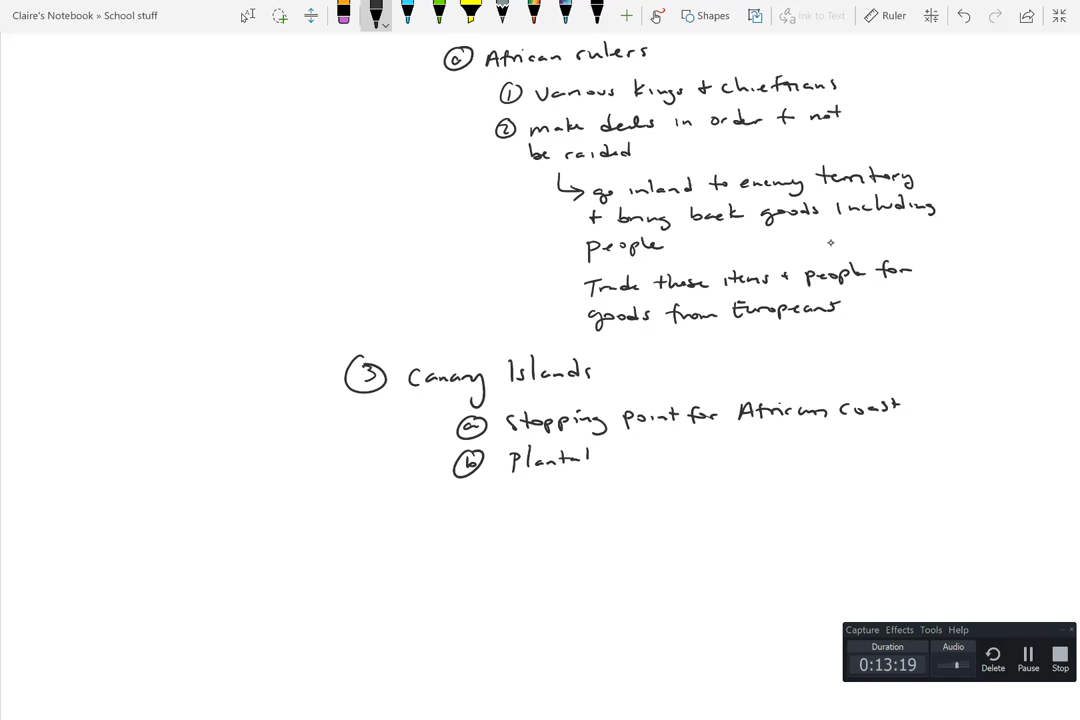 Claire's Notebook » School stuff
Shapes
Ink to Text
Ruler
a African rulers
① various kings + chieftians
② make deals in order t not
be raided
↳ go inland to enemy territory
+ bring back goods including
people
Trade these items + people for
goods from Europeans
③ Canary Islands
a stopping point for African coast
b Plantat
Capture Effects Tools Help
Duration Audio
0:13:19 Delete Pause Stop